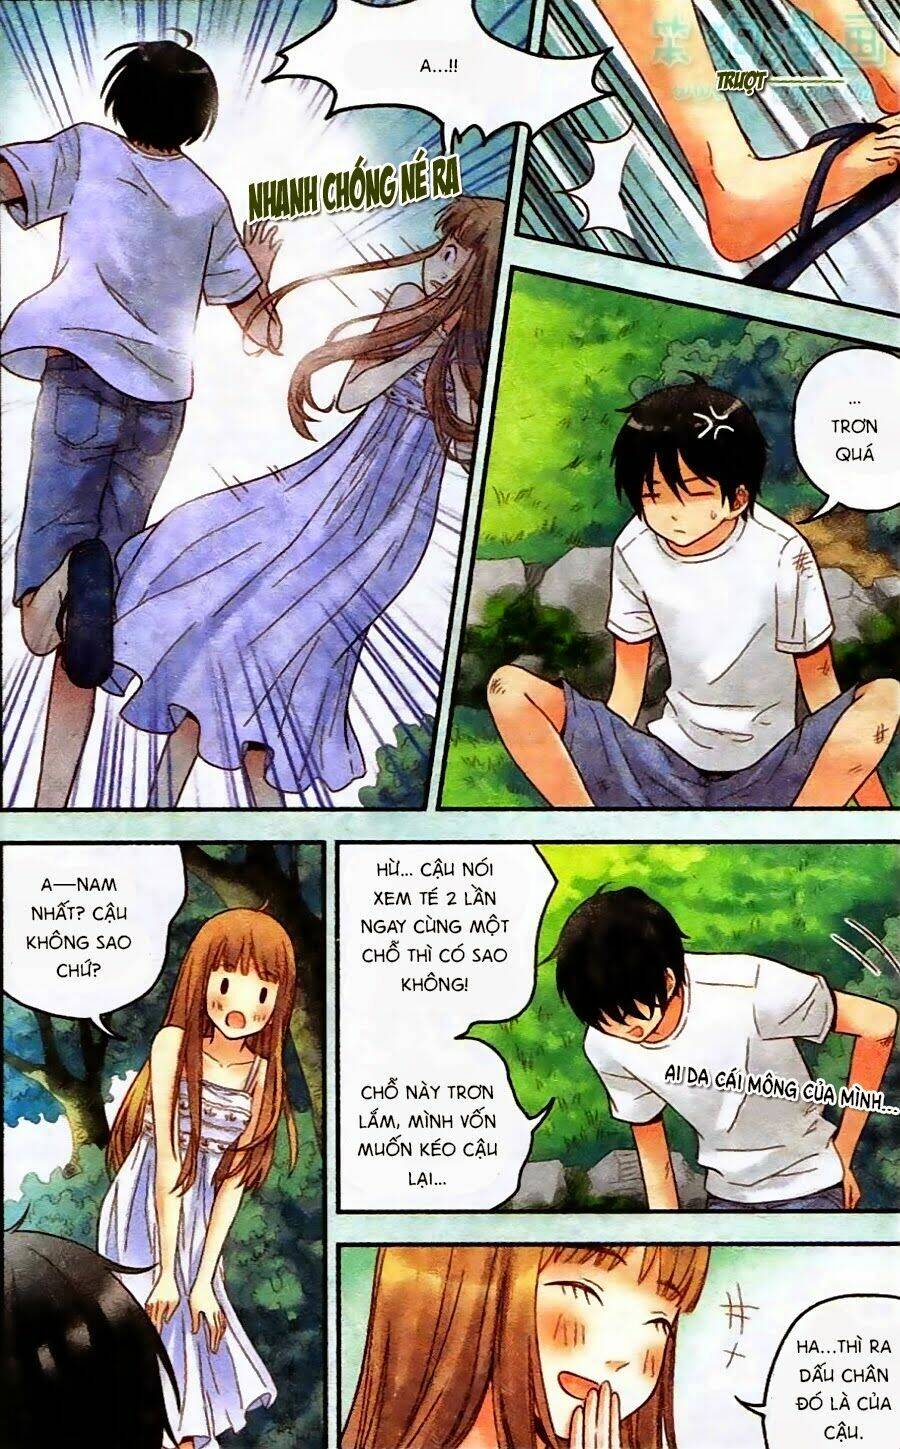 A...!!
NHANH CHÓNG NÉ RA
TRƯỢT
...
TRƠN
QUÁ
A—NAM
NHẤT? CẬU
KHÔNG SAO
CHỨ?
HỪ... CẬU NÓI
XEM TÉ 2 LẦN
NGAY CÙNG MỘT
CHỖ THÌ CÓ SAO
KHÔNG!
CHỖ NÀY TRƠN
LẮM, MÌNH VỐN
MUỐN KÉO CẬU
LẠI...
AI DA CÁI MÔNG CỦA MÌNH...
HA...THÌ RA
DẤU CHÂN
ĐÓ LÀ CỦA
CẬU.